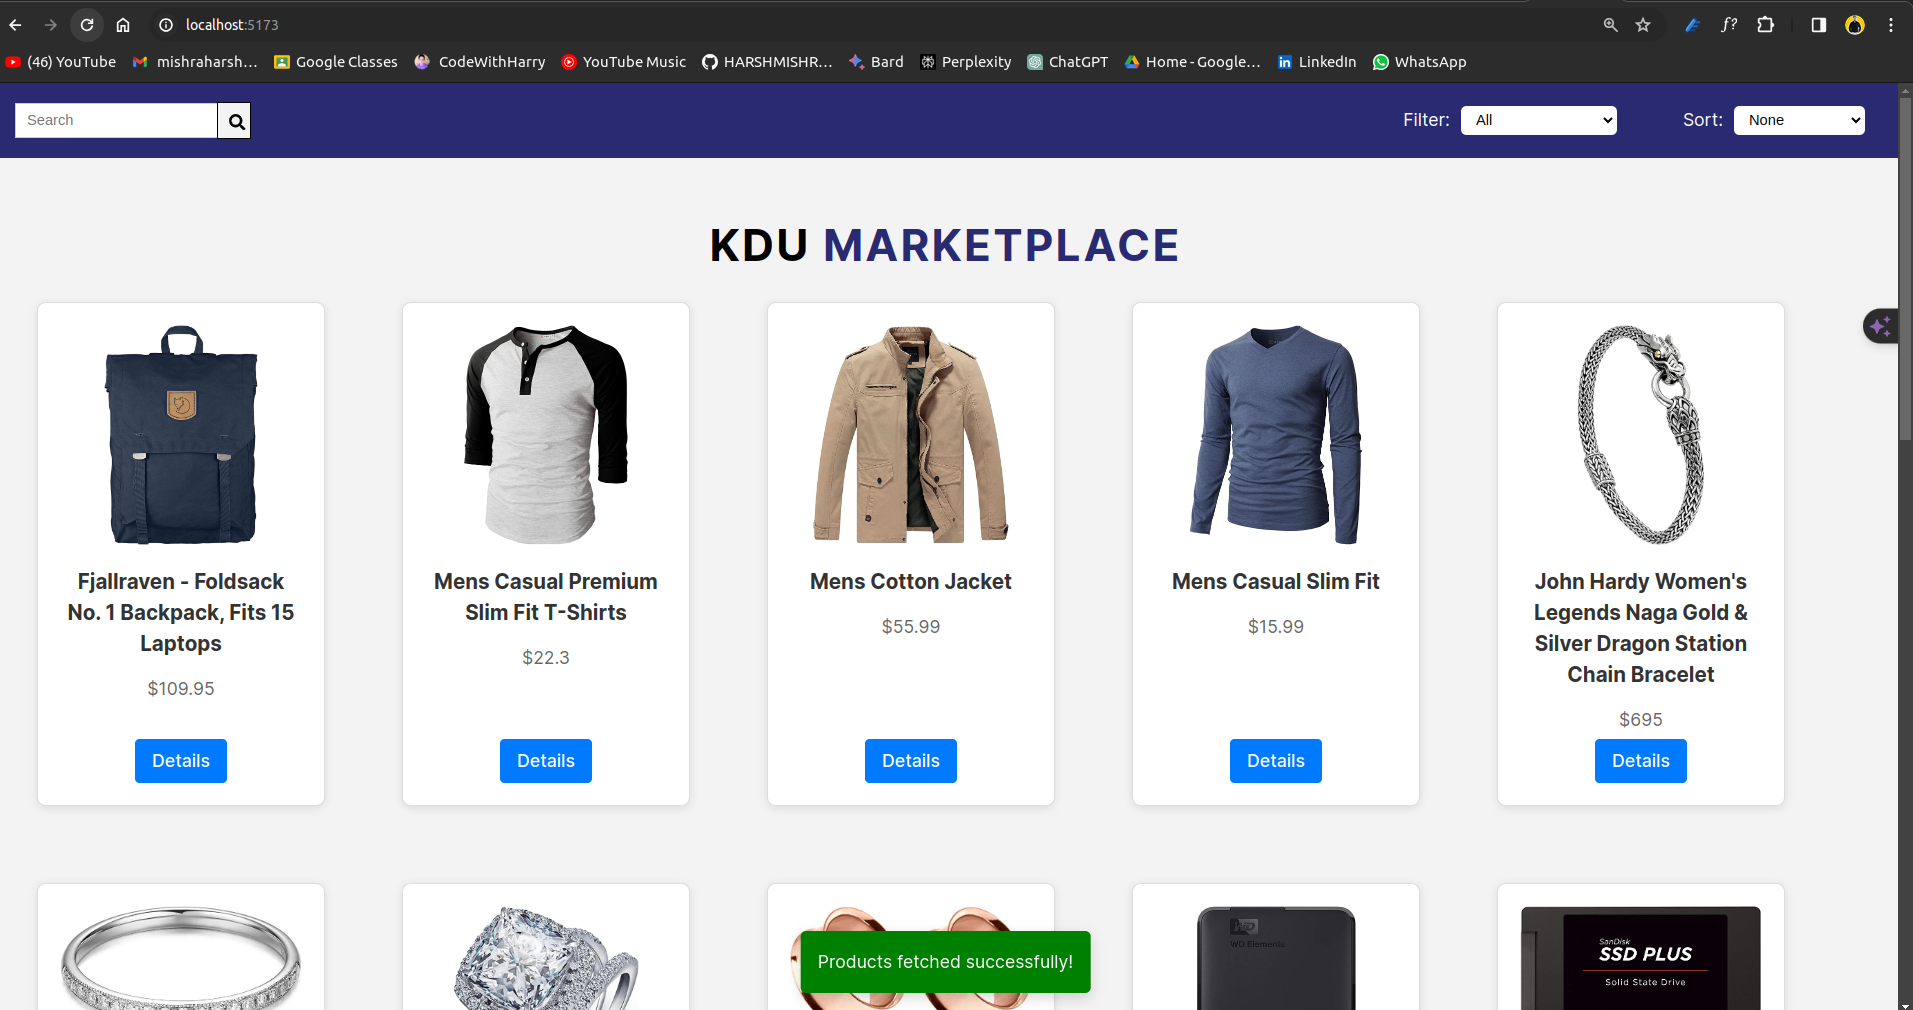 localhost:5173
(46) YouTube
mishraharsh...
Google Classes
CodeWithHarry
YouTube Music
HARSHMISHR...
Bard
Perplexity
ChatGPT
Home - Google...
LinkedIn
WhatsApp
Search
Filter:
All
Sort:
None
KDU MARKETPLACE
Fjallraven - Foldsack
No. 1 Backpack, Fits 15
Laptops
$109.95
Details
Mens Casual Premium
Slim Fit T-Shirts
$22.3
Details
Mens Cotton Jacket
$55.99
Details
Mens Casual Slim Fit
$15.99
Details
John Hardy Women's
Legends Naga Gold &
Silver Dragon Station
Chain Bracelet
$695
Details
WD
WD Elements
SanDisk
SSD PLUS
Solid State Drive
Products fetched successfully!